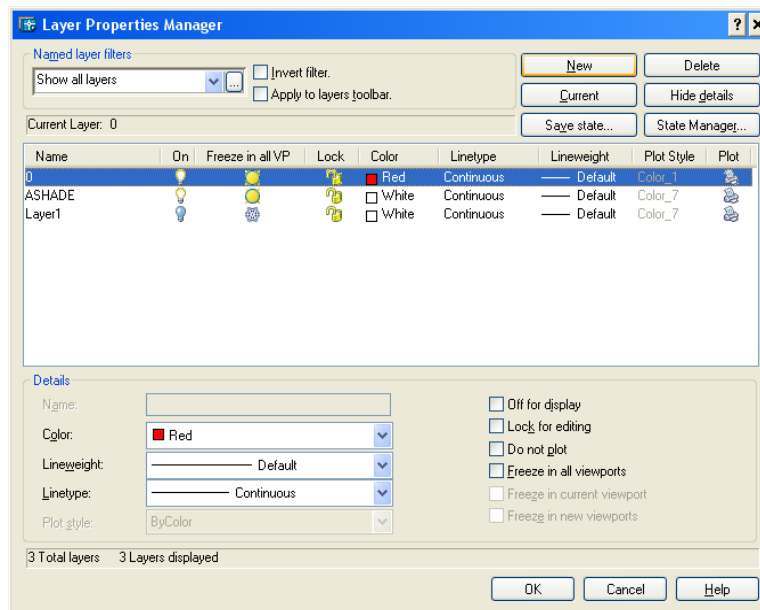 Layer Properties Manager
Named layer filters
Show all layers
...
Invert filter.
Apply to layers toolbar.
New
Delete
Current
Hide details
Current Layer: 0
Save state...
State Manager...
Name On Freeze in all VP Lock Color Linetype Lineweight Plot Style Plot
0 Red Continuous Default Color_1
ASHADE White Continuous Default Color_7
Layer1 White Continuous Default Color_7
Details
Name:
Color: Red
Lineweight: Default
Linetype: Continuous
Plot style: ByColor
Off for display
Lock for editing
Do not plot
Freeze in all viewports
Freeze in current viewport
Freeze in new viewports
3 Total layers 3 Layers displayed
OK Cancel Help